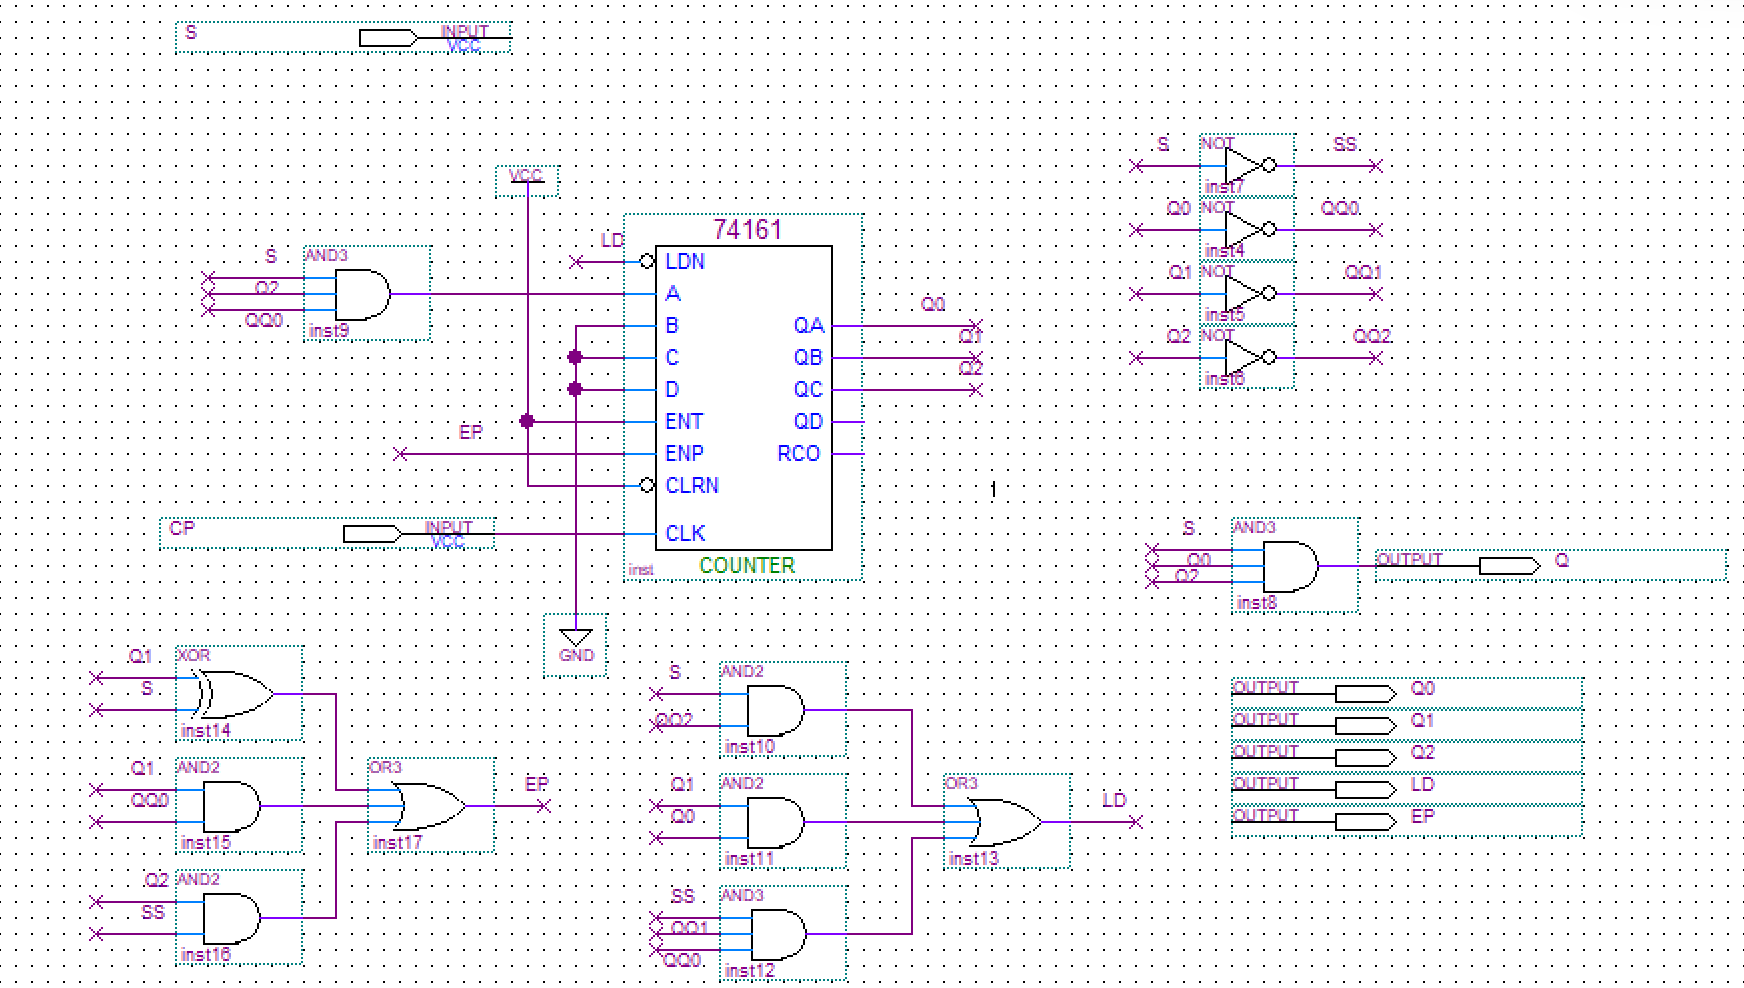 S
INPUT
VCC
S
NOT
SS
inst7
VCC
Q0
NOT
QQ0
inst4
74161
LD
LDN
S
AND3
Q2
QQ0
inst9
A
B
C
D
ENT
ENP
CLRN
CLK
QA
QB
QC
QD
RCO
Q0
Q1
Q2
Q1
NOT
QQ1
inst5
Q2
NOT
QQ2
inst6
EP
CP
INPUT
VCC
inst
COUNTER
GND
S
AND3
Q0
Q2
inst8
OUTPUT
Q
Q1
XOR
S
inst14
Q1
AND2
QQ0
inst15
Q2
AND2
SS
inst16
OR3
inst17
EP
S
AND2
QQ2
inst10
Q1
AND2
Q0
inst11
SS
AND3
QQ1
QQ0
inst12
OR3
inst13
LD
OUTPUT
Q0
OUTPUT
Q1
OUTPUT
Q2
OUTPUT
LD
OUTPUT
EP